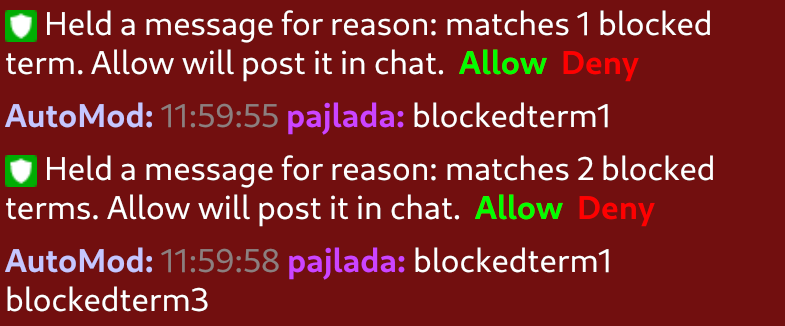 Held a message for reason: matches 1 blocked
term. Allow will post it in chat. Allow Deny
AutoMod: 11:59:55 pajlada: blockedterm1
Held a message for reason: matches 2 blocked
terms. Allow will post it in chat. Allow Deny
AutoMod: 11:59:58 pajlada: blockedterm1
blockedterm3